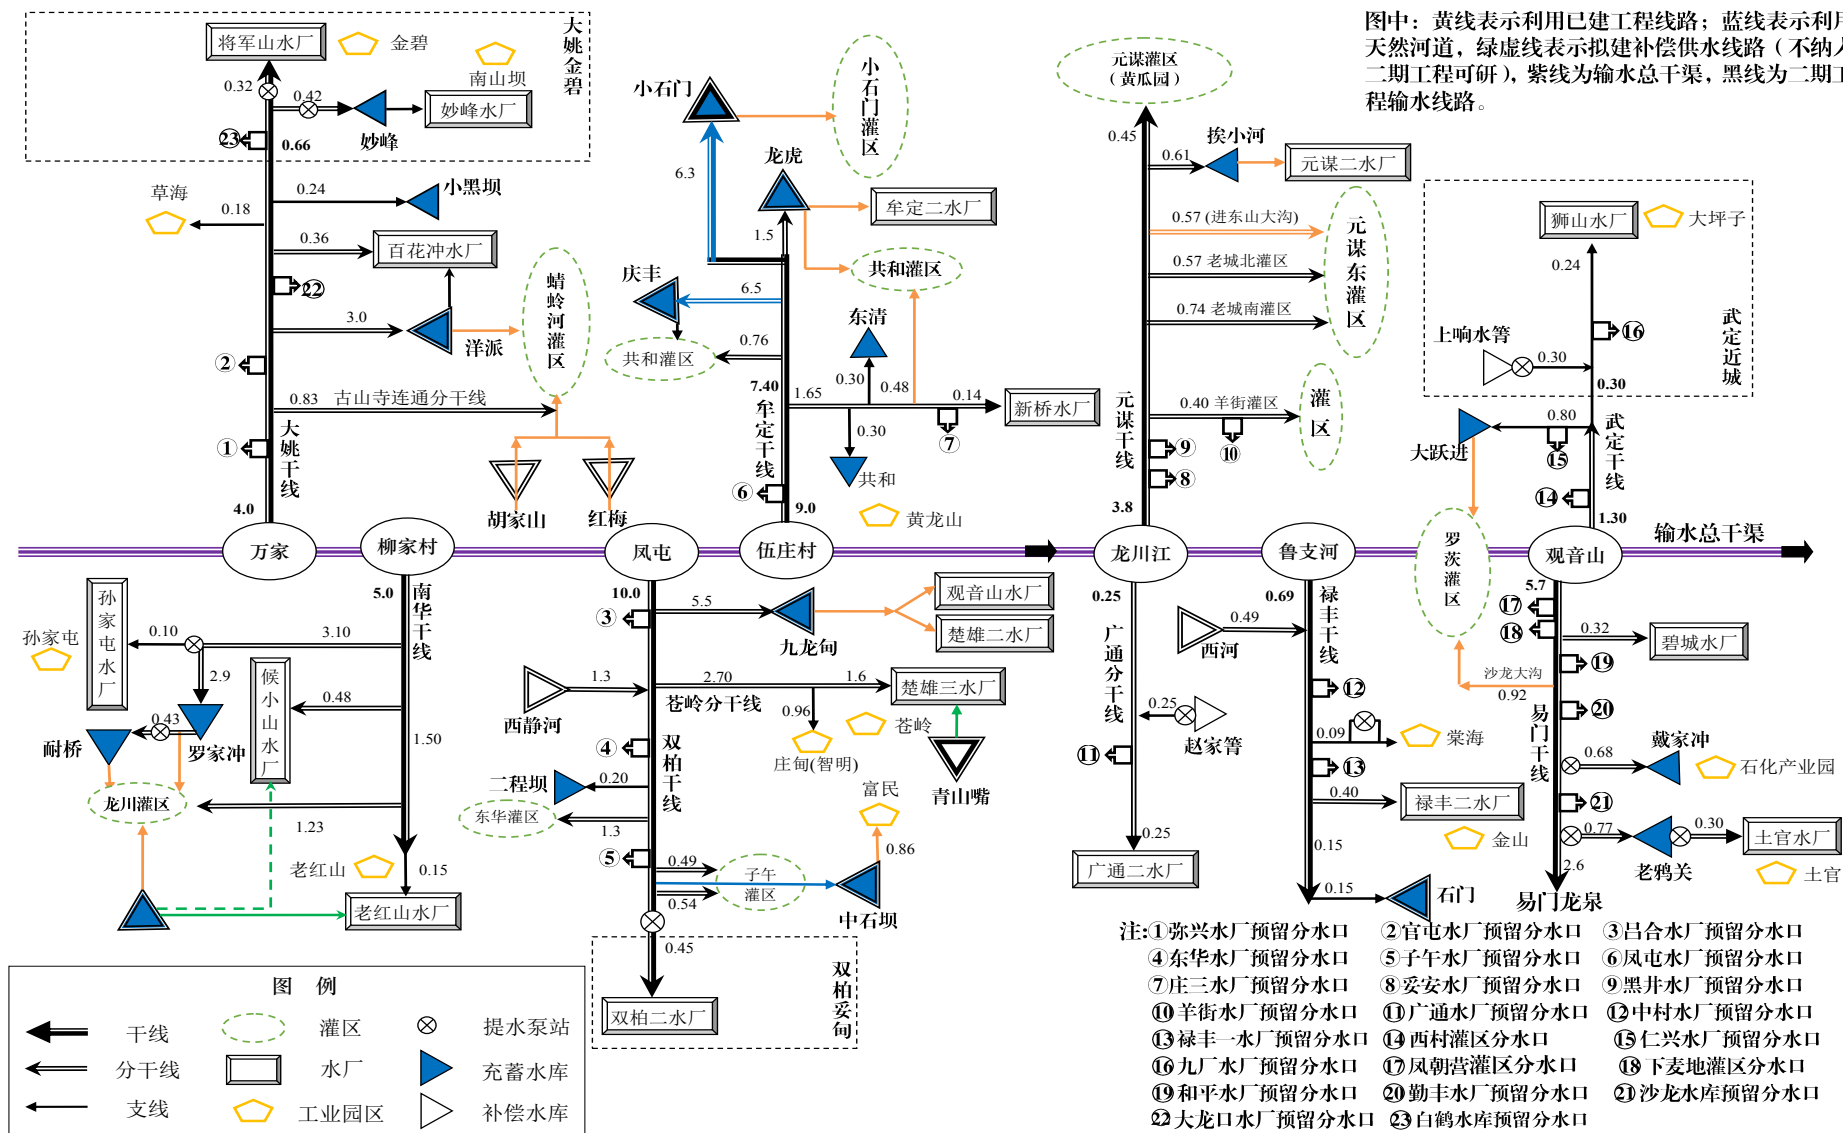 图中：黄线表示利用已建工程线路；蓝线表示利用
天然河道，绿虚线表示拟建补偿供水线路（不纳入
二期工程可研），紫线为输水总干渠，黑线为二期工
程输水线路。
大姚金碧
将军山水厂
金碧
南山坝
0.32
0.42
妙峰水厂
妙峰
23
0.66
草海
0.18
0.24
小黑坝
0.36
百花冲水厂
22
3.0
洋派
蜻蛉河灌区
②
0.83
古山寺连通分干线
①
大姚干线
4.0
胡家山
红梅
小石门
小石门灌区
6.3
龙虎
牟定二水厂
1.5
共和灌区
庆丰
6.5
共和灌区
0.76
东清
7.40
1.65
0.30
0.48
0.14
新桥水厂
⑦
0.30
共和
牟定干线
⑥
9.0
黄龙山
元谋灌区
（黄瓜园）
0.45
挨小河
0.61
元谋二水厂
0.57 (进东山大沟)
0.57 老城北灌区
0.74 老城南灌区
元谋东灌区
0.40 羊街灌区
灌区
⑩
元谋干线
⑨
⑧
3.8
武定近城
狮山水厂
大坪子
0.24
16
上响水箐
0.30
0.30
0.80
大跃进
15
武定干线
14
1.30
万家
柳家村
凤屯
伍庄村
龙川江
鲁支河
观音山
输水总干渠
罗茨灌区
5.0
南华干线
孙家屯水厂
孙家屯
0.10
3.10
2.9
候小山水厂
0.48
0.43
耐桥
罗家冲
1.50
龙川灌区
1.23
老红山
0.15
老红山水厂
10.0
③
5.5
九龙甸
观音山水厂
楚雄二水厂
1.3
西静河
2.70
1.6
苍岭分干线
楚雄三水厂
0.96
苍岭
庄甸(智明)
青山嘴
④
双柏干线
二程坝
0.20
东华灌区
1.3
⑤
0.49
子午
灌区
0.54
富民
0.86
中石坝
0.45
双柏二水厂
双柏妥甸
0.25
广通分干线
0.25
赵家箐
11
0.25
广通二水厂
0.69
禄丰干线
0.49
西河
12
0.09
棠海
13
0.40
禄丰二水厂
金山
0.15
0.15
石门
5.7
17
18
0.32
碧城水厂
19
沙龙大沟
0.92
20
易门干线
戴家冲
0.68
石化产业园
21
0.77
0.30
土官水厂
老鸦关
土官
2.6
易门龙泉
图 例
干线
灌区
提水泵站
分干线
水厂
充蓄水库
支线
工业园区
补偿水库
注:①弥兴水厂预留分水口 ②官屯水厂预留分水口 ③吕合水厂预留分水口
④东华水厂预留分水口 ⑤子午水厂预留分水口 ⑥凤屯水厂预留分水口
⑦庄三水厂预留分水口 ⑧妥安水厂预留分水口 ⑨黑井水厂预留分水口
⑩羊街水厂预留分水口 ⑪广通水厂预留分水口 ⑫中村水厂预留分水口
⑬禄丰一水厂预留分水口 ⑭西村灌区分水口 ⑮仁兴水厂预留分水口
⑯九厂水厂预留分水口 ⑰凤朝营灌区分水口 ⑱下麦地灌区分水口
⑲和平水厂预留分水口 ⑳勤丰水厂预留分水口 ㉑沙龙水库预留分水口
㉒大龙口水厂预留分水口 ㉓白鹤水库预留分水口